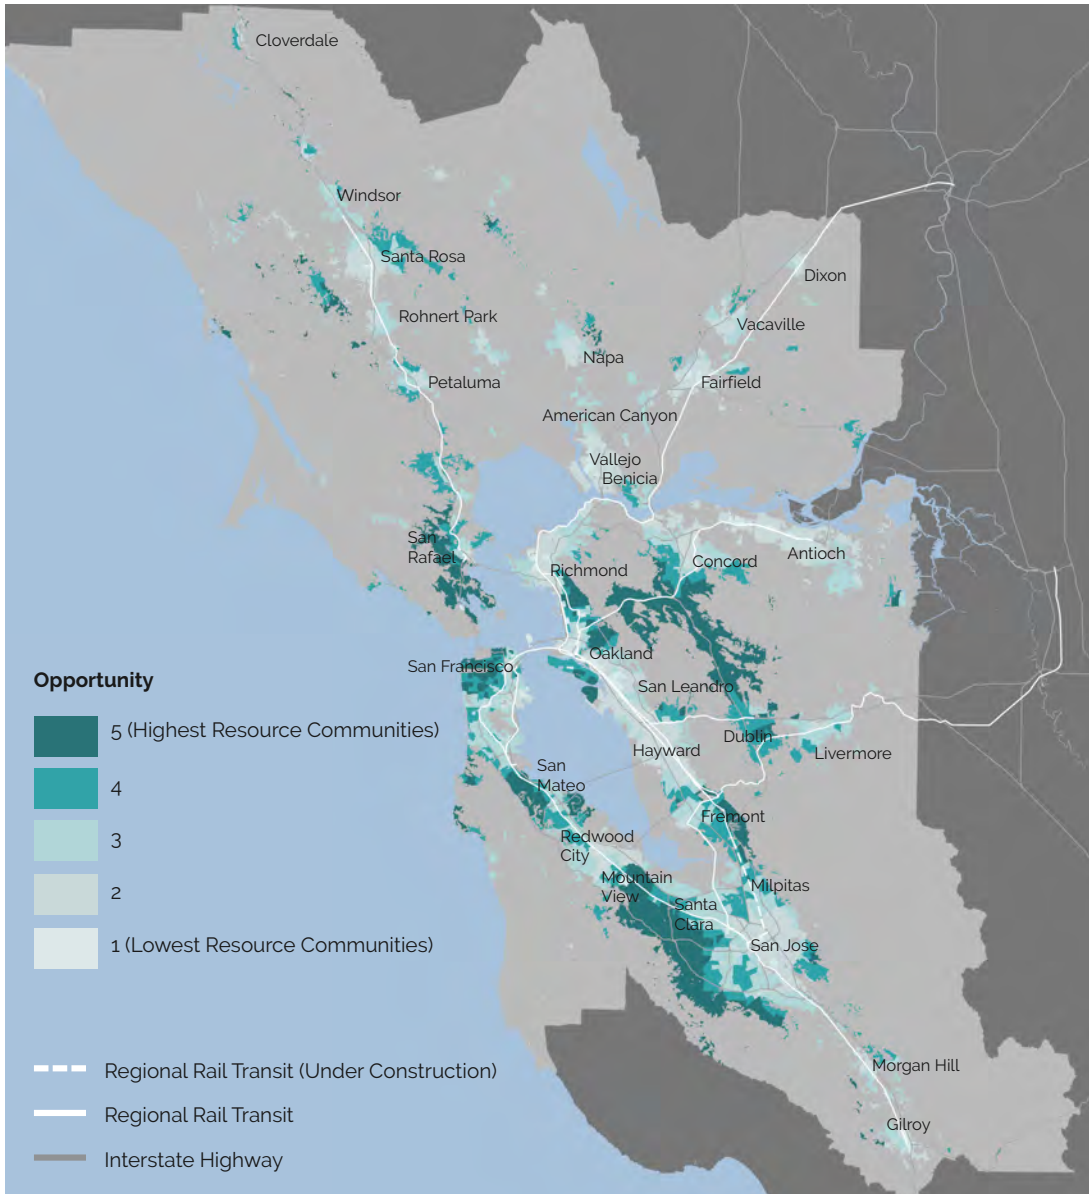 Cloverdale
Windsor
Santa Rosa
Dixon
Rohnert Park
Vacaville
Napa
Petaluma
Fairfield
American Canyon
Vallejo
Benicia
San
Rafael
Antioch
Concord
Richmond
Oakland
San Francisco
San Leandro
Dublin
Hayward
Livermore
San
Mateo
Fremont
Redwood
City
Mountain
View
Milpitas
Santa
Clara
San Jose
Morgan Hill
Gilroy
Opportunity
5 (Highest Resource Communities)
4
3
2
1 (Lowest Resource Communities)
Regional Rail Transit (Under Construction)
Regional Rail Transit
Interstate Highway